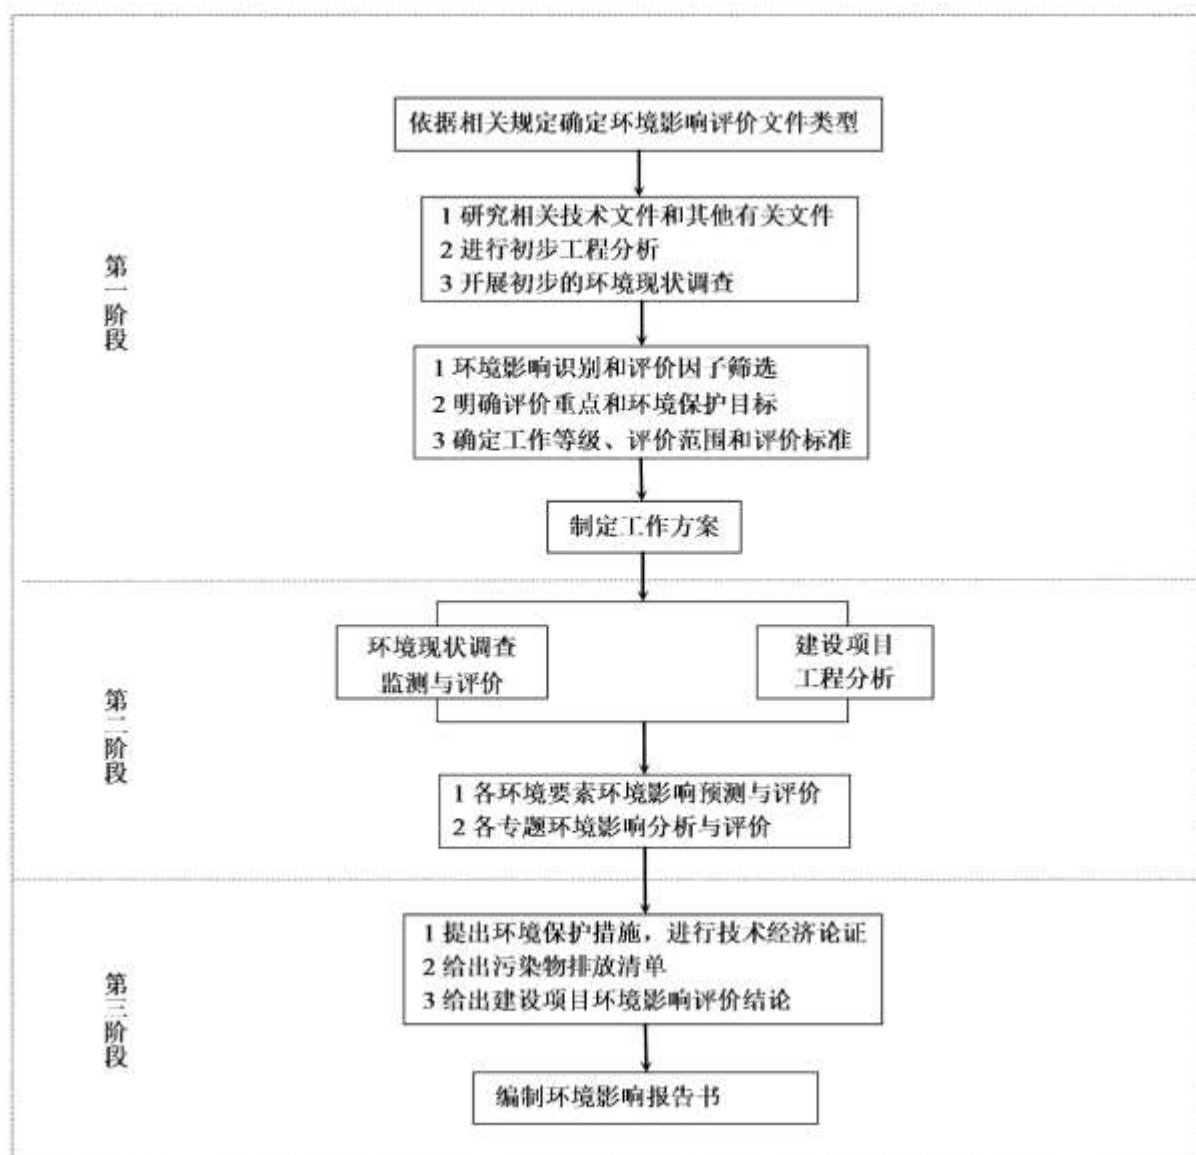 依据相关规定确定环境影响评价文件类型
1 研究相关技术文件和其他有关文件
2 进行初步工程分析
3 开展初步的环境现状调查
第一阶段
1 环境影响识别和评价因子筛选
2 明确评价重点和环境保护目标
3 确定工作等级、评价范围和评价标准
制定工作方案
环境现状调查
监测与评价
建设项目
工程分析
第二阶段
1 各环境要素环境影响预测与评价
2 各专题环境影响分析与评价
1 提出环境保护措施，进行技术经济论证
2 给出污染物排放清单
3 给出建设项目环境影响评价结论
第三阶段
编制环境影响报告书